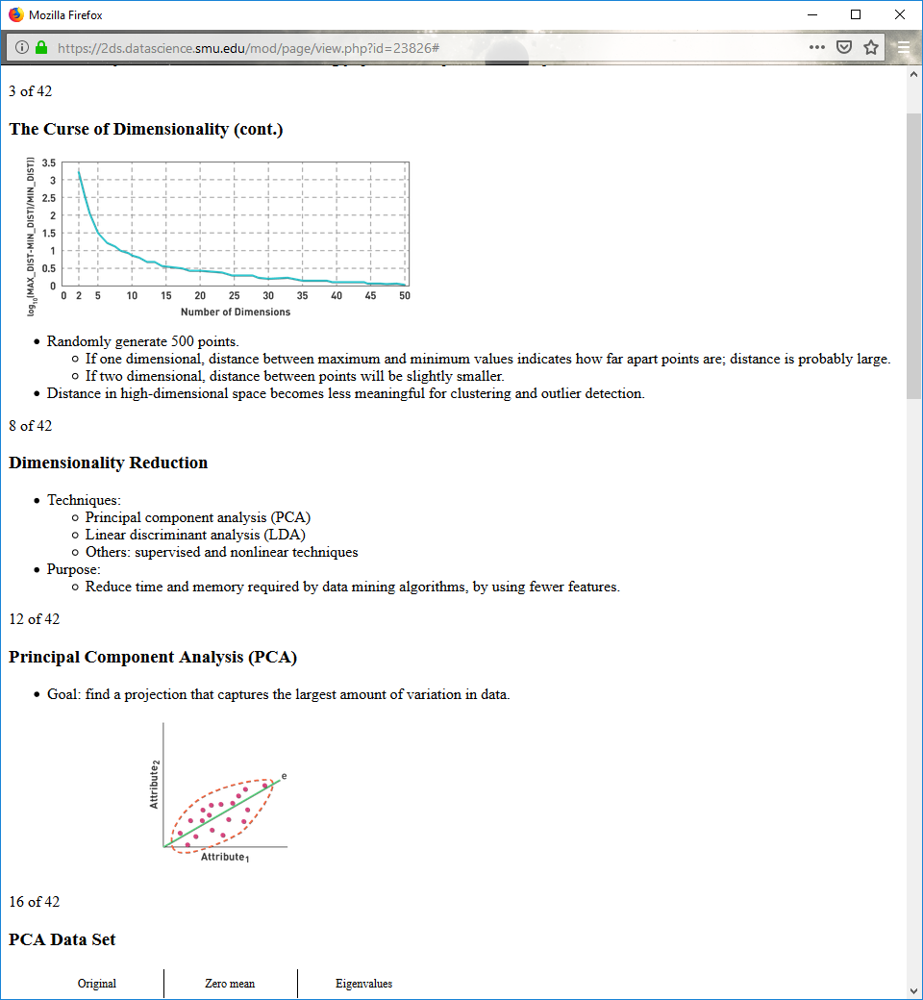 Mozilla Firefox
https://2ds.datascience.smu.edu/mod/page/view.php?id=23826#
3 of 42
The Curse of Dimensionality (cont.)
log10[MAX_DIST-MIN_DIST)/MIN_DIST)]
3.5
3
2.5
2
1.5
1
0.5
0
0 2 5 10 15 20 25 30 35 40 45 50
Number of Dimensions
• Randomly generate 500 points.
◦ If one dimensional, distance between maximum and minimum values indicates how far apart points are; distance is probably large.
◦ If two dimensional, distance between points will be slightly smaller.
• Distance in high-dimensional space becomes less meaningful for clustering and outlier detection.
8 of 42
Dimensionality Reduction
• Techniques:
◦ Principal component analysis (PCA)
◦ Linear discriminant analysis (LDA)
◦ Others: supervised and nonlinear techniques
• Purpose:
◦ Reduce time and memory required by data mining algorithms, by using fewer features.
12 of 42
Principal Component Analysis (PCA)
• Goal: find a projection that captures the largest amount of variation in data.
e
Attribute2
Attribute1
16 of 42
PCA Data Set
Original Zero mean Eigenvalues